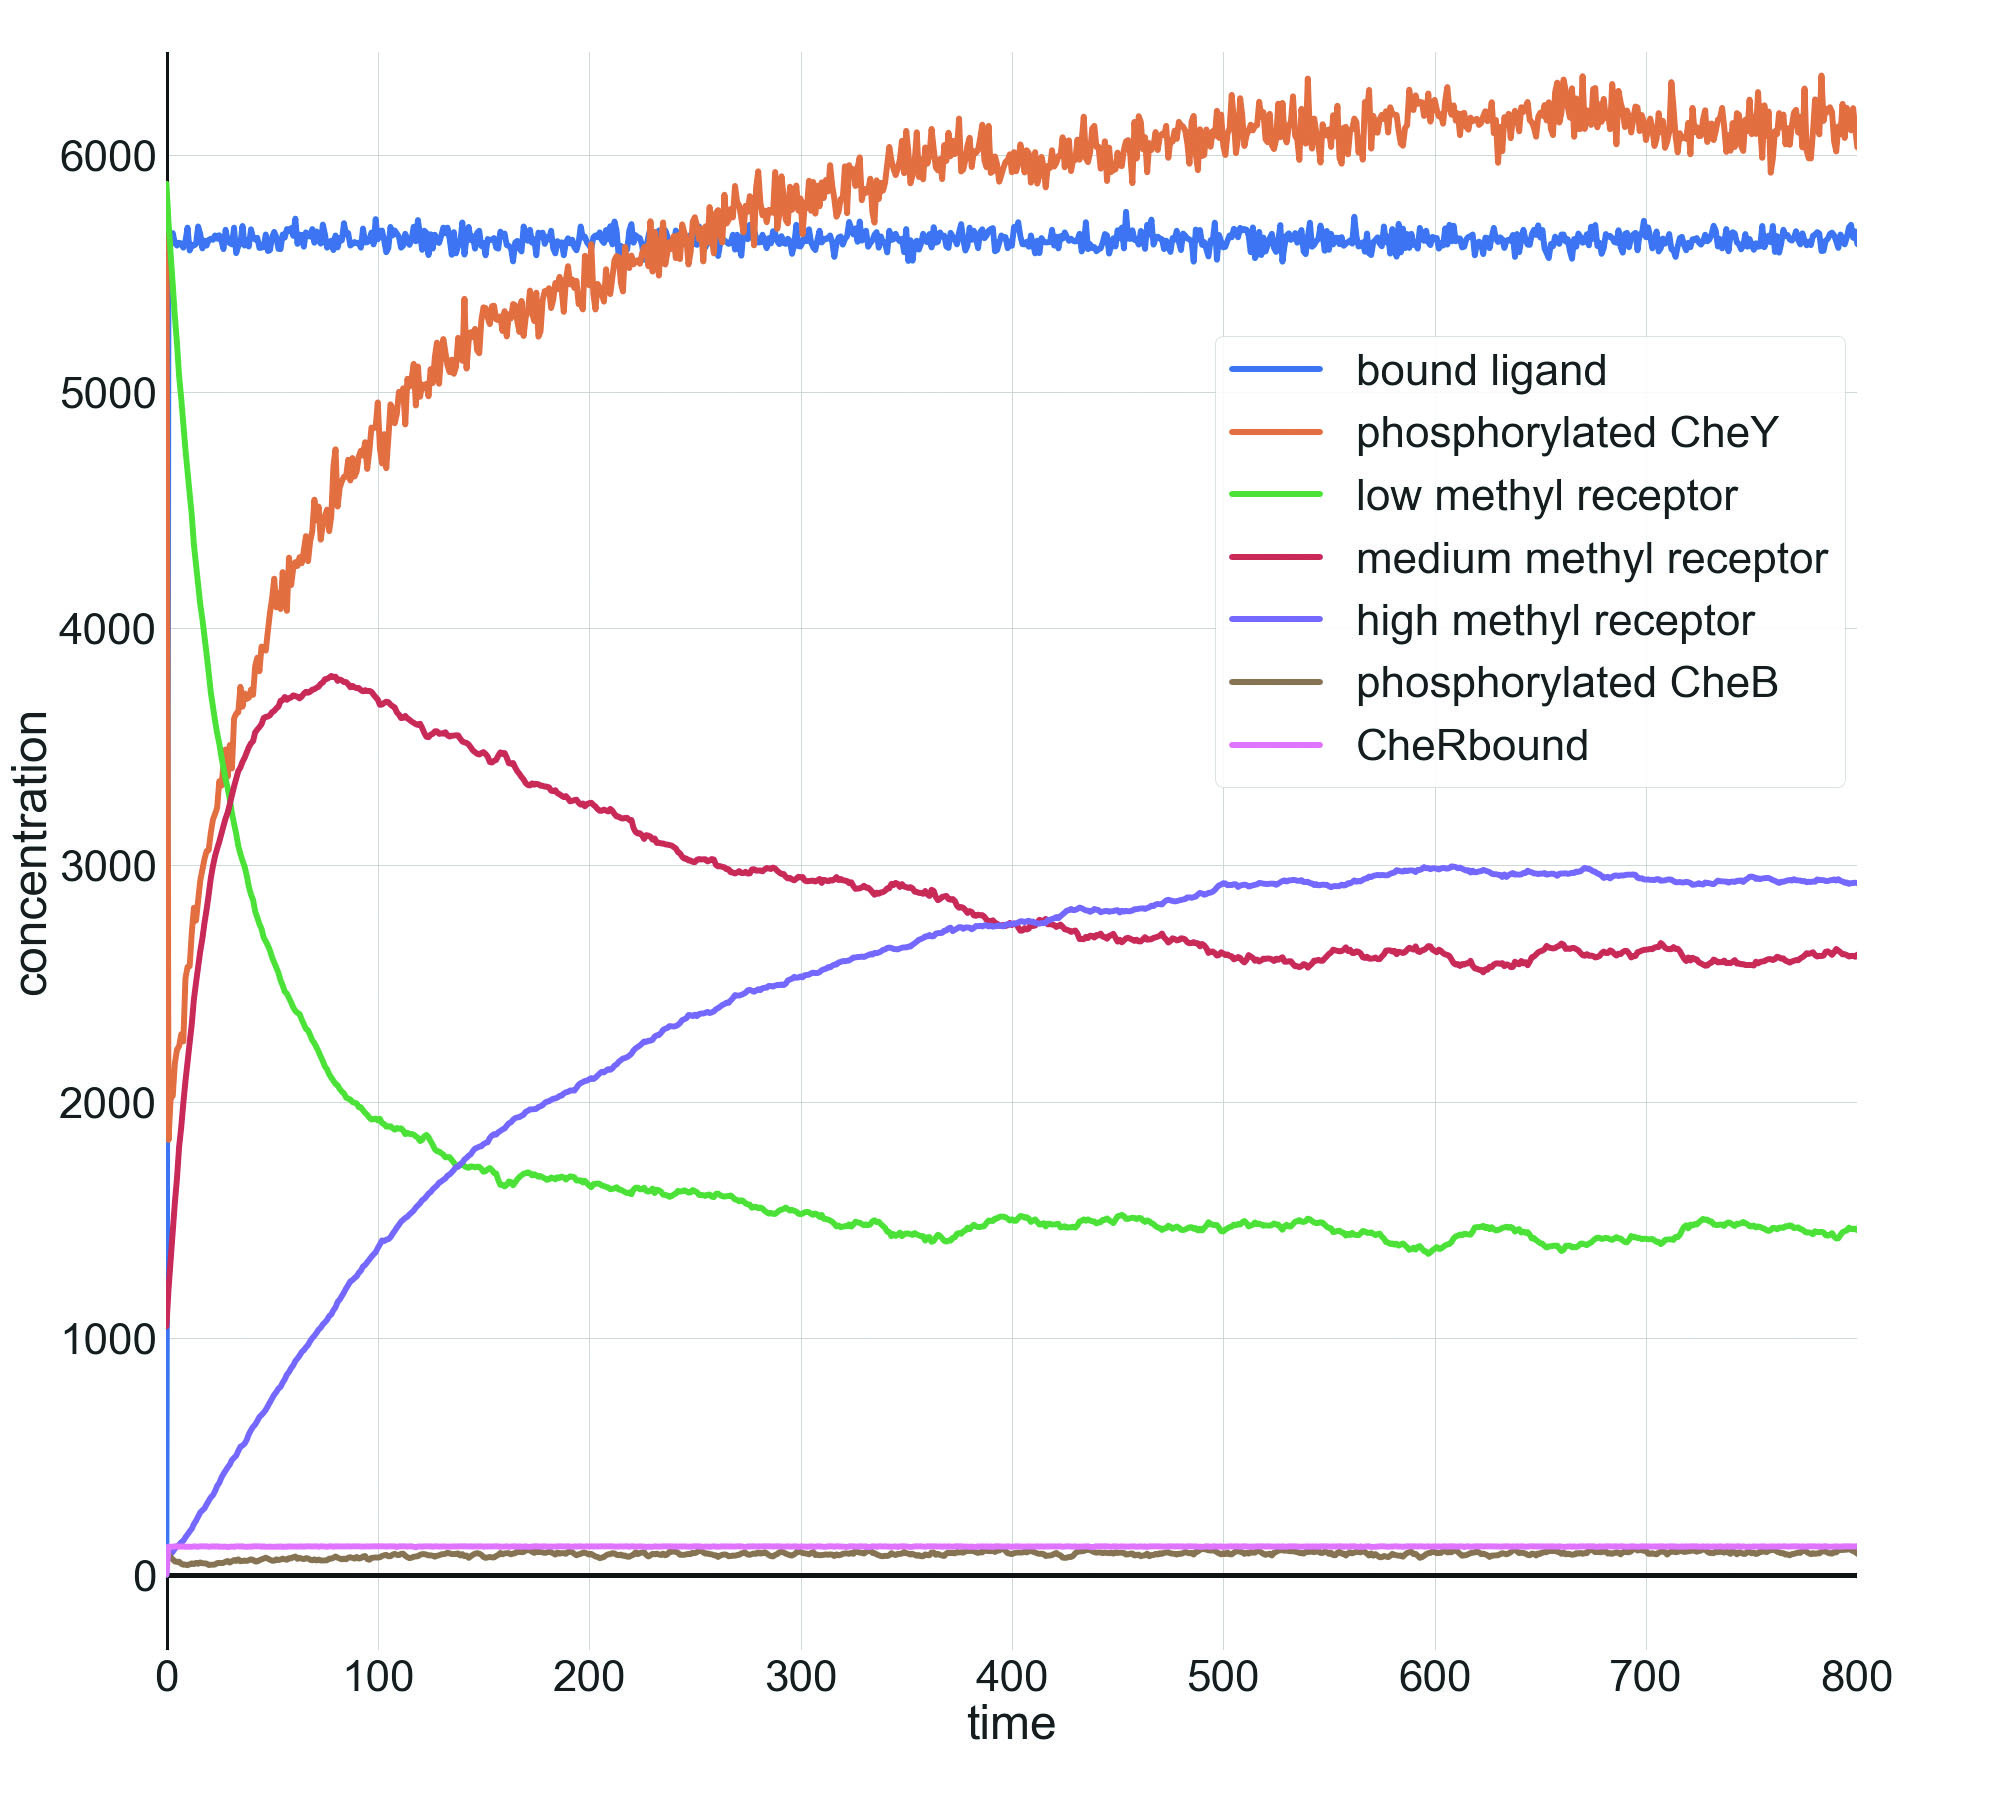 concentration
6000
5000
4000
3000
2000
1000
0
bound ligand
phosphorylated CheY
low methyl receptor
medium methyl receptor
high methyl receptor
phosphorylated CheB
CheRbound
0 100 200 300 400 500 600 700 800
time